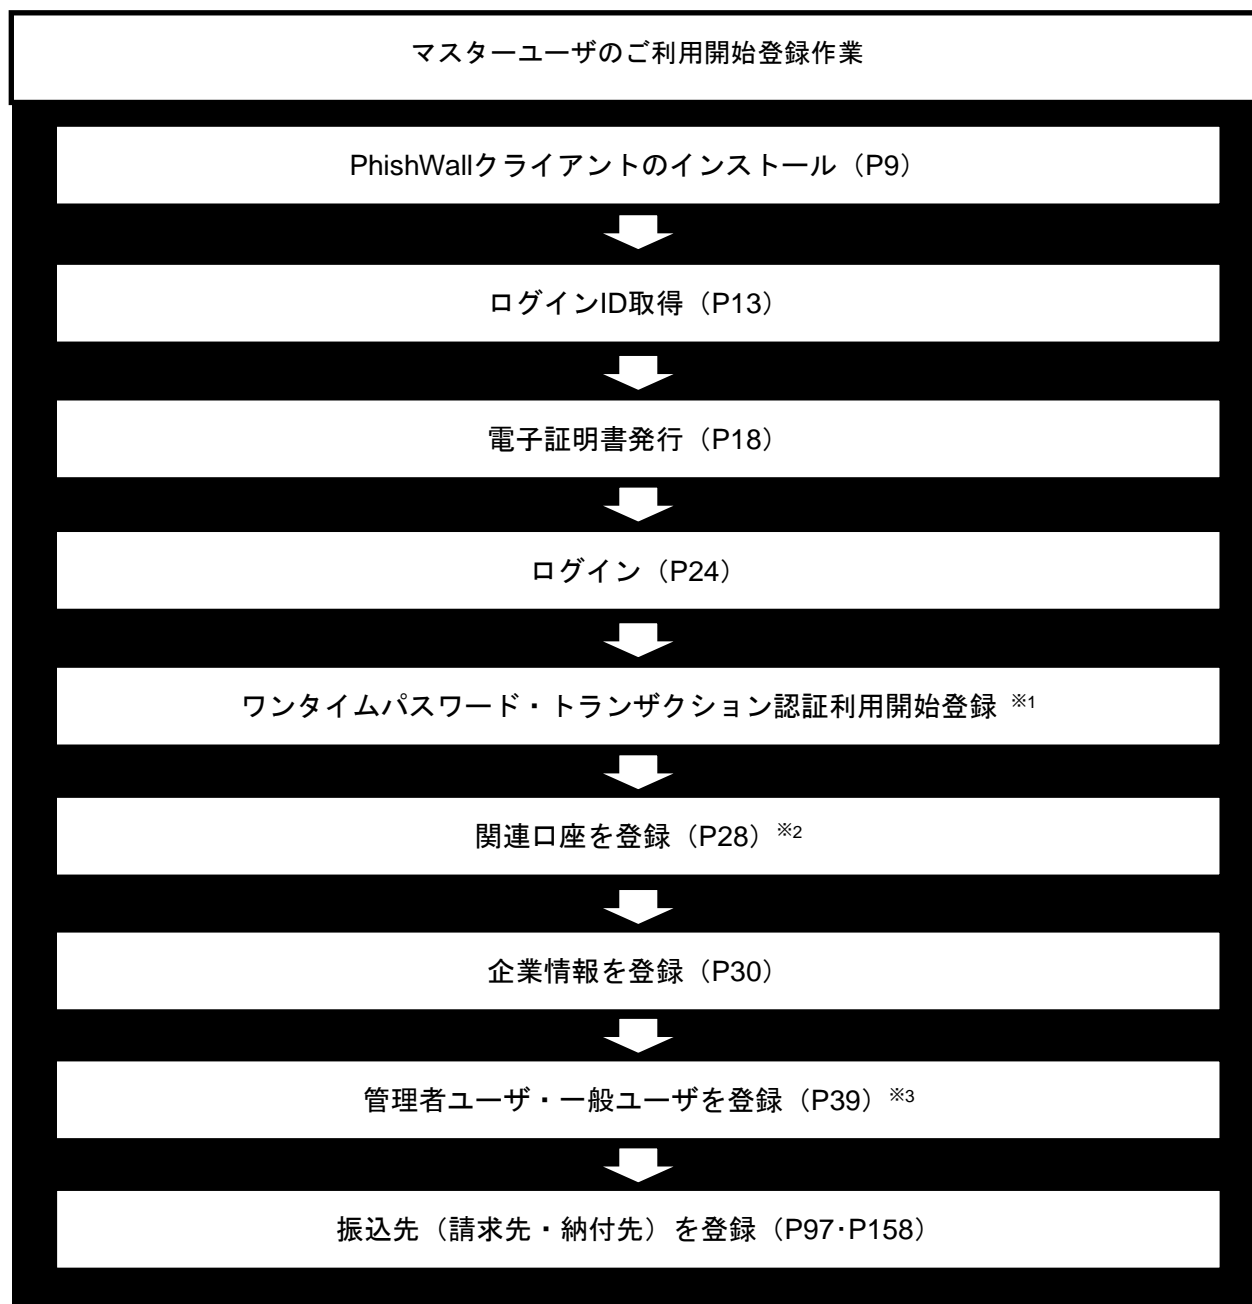 マスターユーザのご利用開始登録作業
PhishWallクライアントのインストール（P9）
ログインID取得（P13）
電子証明書発行（P18）
ログイン（P24）
ワンタイムパスワード・トランザクション認証利用開始登録 ※1
関連口座を登録（P28）※2
企業情報を登録（P30）
管理者ユーザ・一般ユーザを登録（P39）※3
振込先（請求先・納付先）を登録（P97･P158）